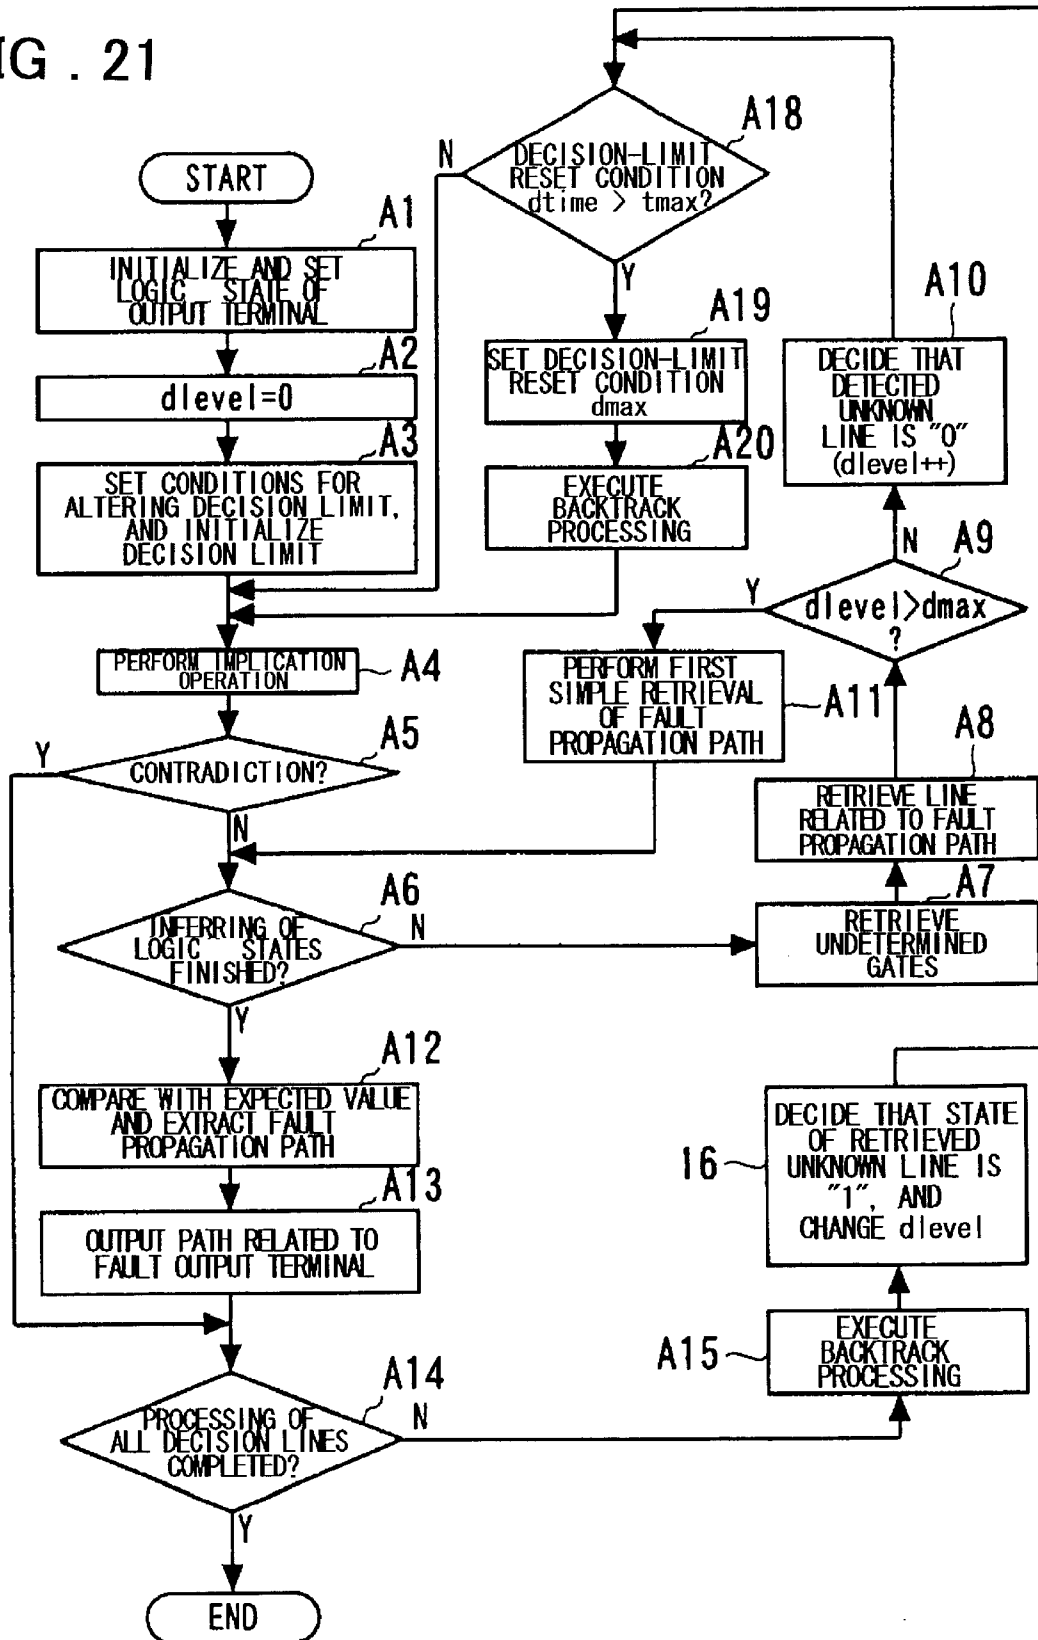 IG . 21
START
A1
INITIALIZE AND SET
LOGIC STATE OF
OUTPUT TERMINAL
A2
dlevel=0
A3
SET CONDITIONS FOR
ALTERING DECISION LIMIT,
AND INITIALIZE
DECISION LIMIT
PERFORM IMPLICATION
OPERATION
A4
A5
Y
CONTRADICTION?
N
A6
INFERRING OF
LOGIC STATES
FINISHED?
N
Y
A12
COMPARE WITH EXPECTED VALUE
AND EXTRACT FAULT
PROPAGATION PATH
A13
OUTPUT PATH RELATED TO
FAULT OUTPUT TERMINAL
A14
PROCESSING OF
ALL DECISION LINES
COMPLETED?
N
Y
END
A18
N
DECISION-LIMIT
RESET CONDITION
dtime > tmax?
Y
A19
SET DECISION-LIMIT
RESET CONDITION
dmax
A20
EXECUTE
BACKTRACK
PROCESSING
A10
DECIDE THAT
DETECTED
UNKNOWN
LINE IS "0"
(dlevel++)
N
A9
Y
dlevel>dmax
?
PERFORM FIRST
SIMPLE RETRIEVAL
OF FAULT
PROPAGATION PATH
A11
A8
RETRIEVE LINE
RELATED TO FAULT
PROPAGATION PATH
A7
RETRIEVE
UNDETERMINED
GATES
16
DECIDE THAT STATE
OF RETRIEVED
UNKNOWN LINE IS
"1", AND
CHANGE dlevel
A15
EXECUTE
BACKTRACK
PROCESSING